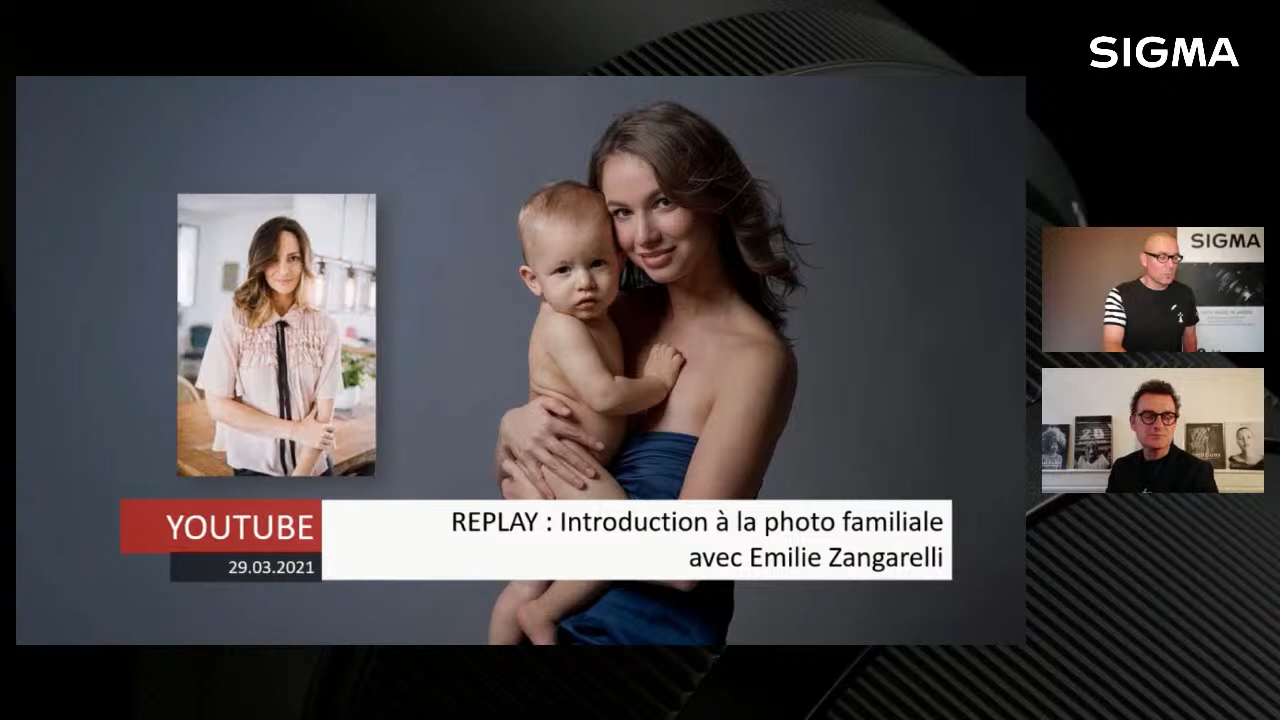 SIGMA
SIGMA
YOUTUBE
29.03.2021
REPLAY : Introduction à la photo familiale
avec Emilie Zangarelli